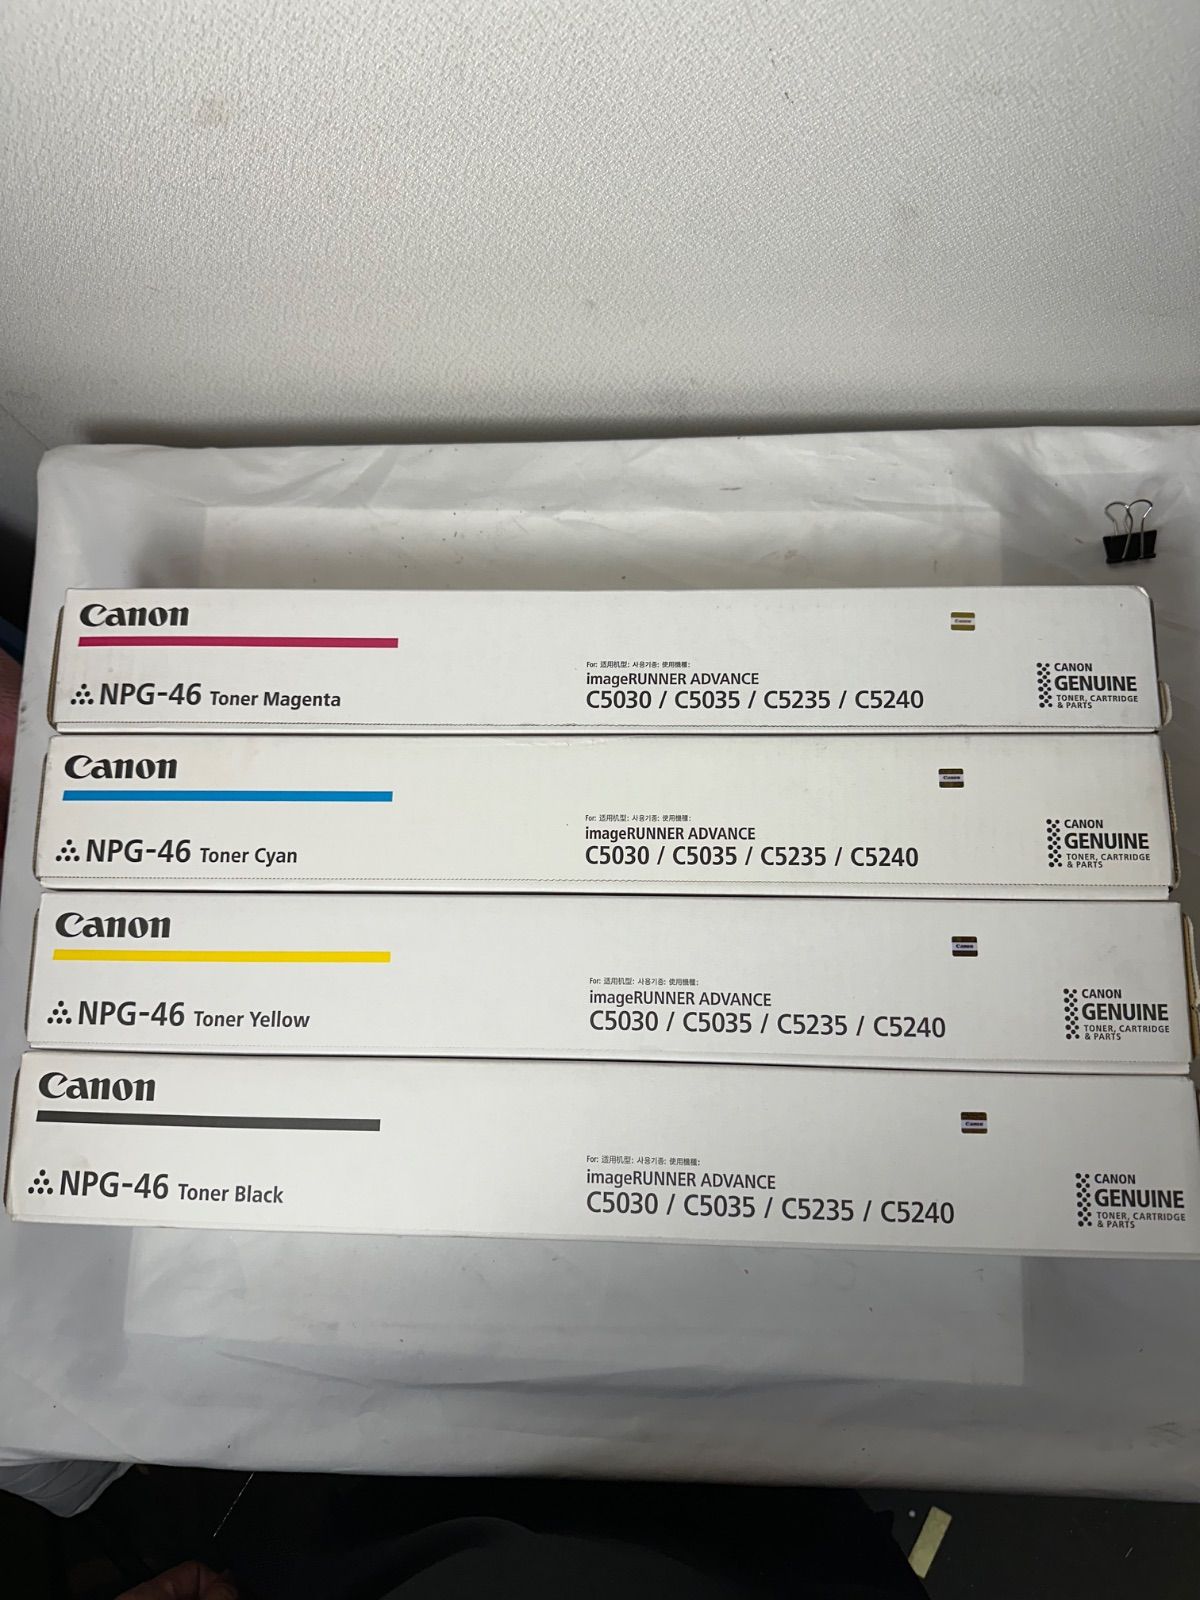 Canon
NPG-46 Toner Magenta
For: 适用机型: 사용기종: 使用機種:
imageRUNNER ADVANCE
C5030 / C5035 / C5235 / C5240
Canon
CANON
GENUINE
TONER, CARTRIDGE
& PARTS
Canon
NPG-46 Toner Cyan
For: 适用机型: 사용기종: 使用機種:
imageRUNNER ADVANCE
C5030 / C5035 / C5235 / C5240
Canon
CANON
GENUINE
TONER, CARTRIDGE
& PARTS
Canon
NPG-46 Toner Yellow
For: 适用机型: 사용기종: 使用機種:
imageRUNNER ADVANCE
C5030 / C5035 / C5235 / C5240
Canon
CANON
GENUINE
TONER, CARTRIDGE
& PARTS
Canon
NPG-46 Toner Black
For: 适用机型: 사용기종: 使用機種:
imageRUNNER ADVANCE
C5030 / C5035 / C5235 / C5240
Canon
CANON
GENUINE
TONER, CARTRIDGE
& PARTS